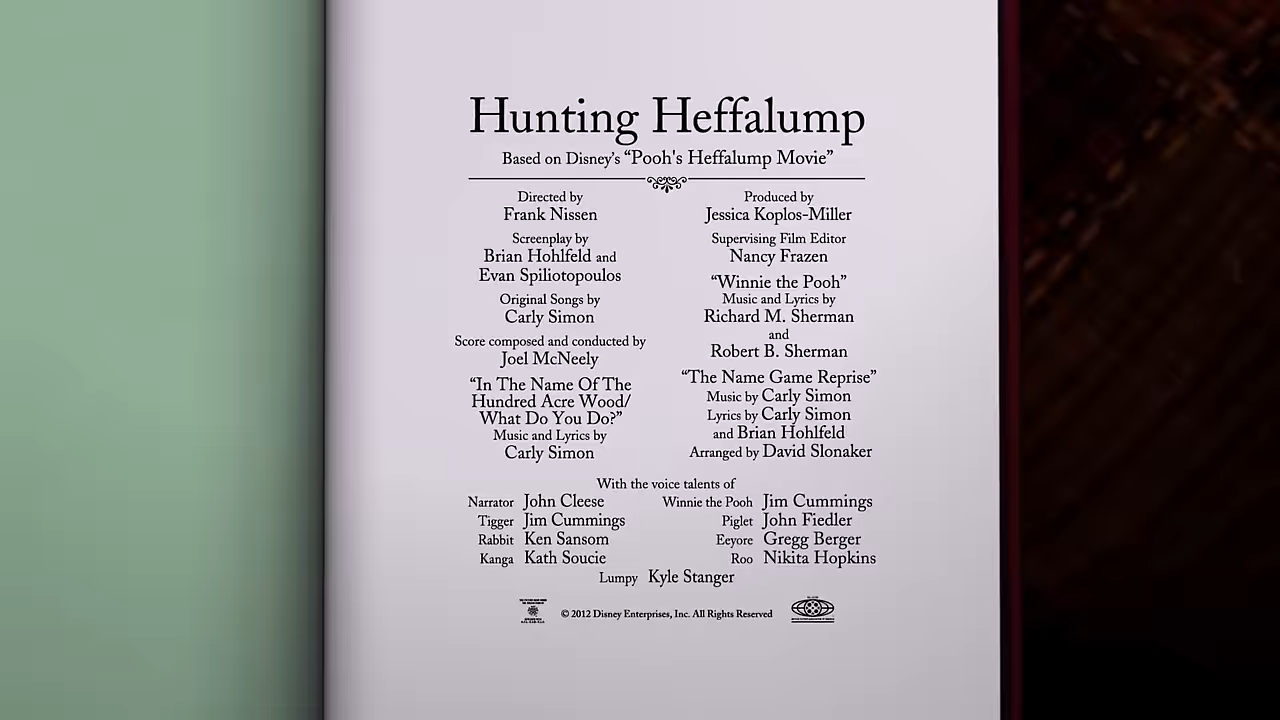 Hunting Heffalump
Based on Disney's “Pooh's Heffalump Movie”
Directed by
Frank Nissen
Screenplay by
Brian Hohlfeld and
Evan Spiliotopoulos
Original Songs by
Carly Simon
Score composed and conducted by
Joel McNeely
“In The Name Of The
Hundred Acre Wood/
What Do You Do?”
Music and Lyrics by
Carly Simon
Produced by
Jessica Koplos-Miller
Supervising Film Editor
Nancy Frazen
“Winnie the Pooh”
Music and Lyrics by
Richard M. Sherman
and
Robert B. Sherman
“The Name Game Reprise”
Music by Carly Simon
Lyrics by Carly Simon
and Brian Hohlfeld
Arranged by David Slonaker
With the voice talents of
Narrator John Cleese Winnie the Pooh Jim Cummings
Tigger Jim Cummings Piglet John Fiedler
Rabbit Ken Sansom Eeyore Gregg Berger
Kanga Kath Soucie Roo Nikita Hopkins
Lumpy Kyle Stanger
© 2012 Disney Enterprises, Inc. All Rights Reserved